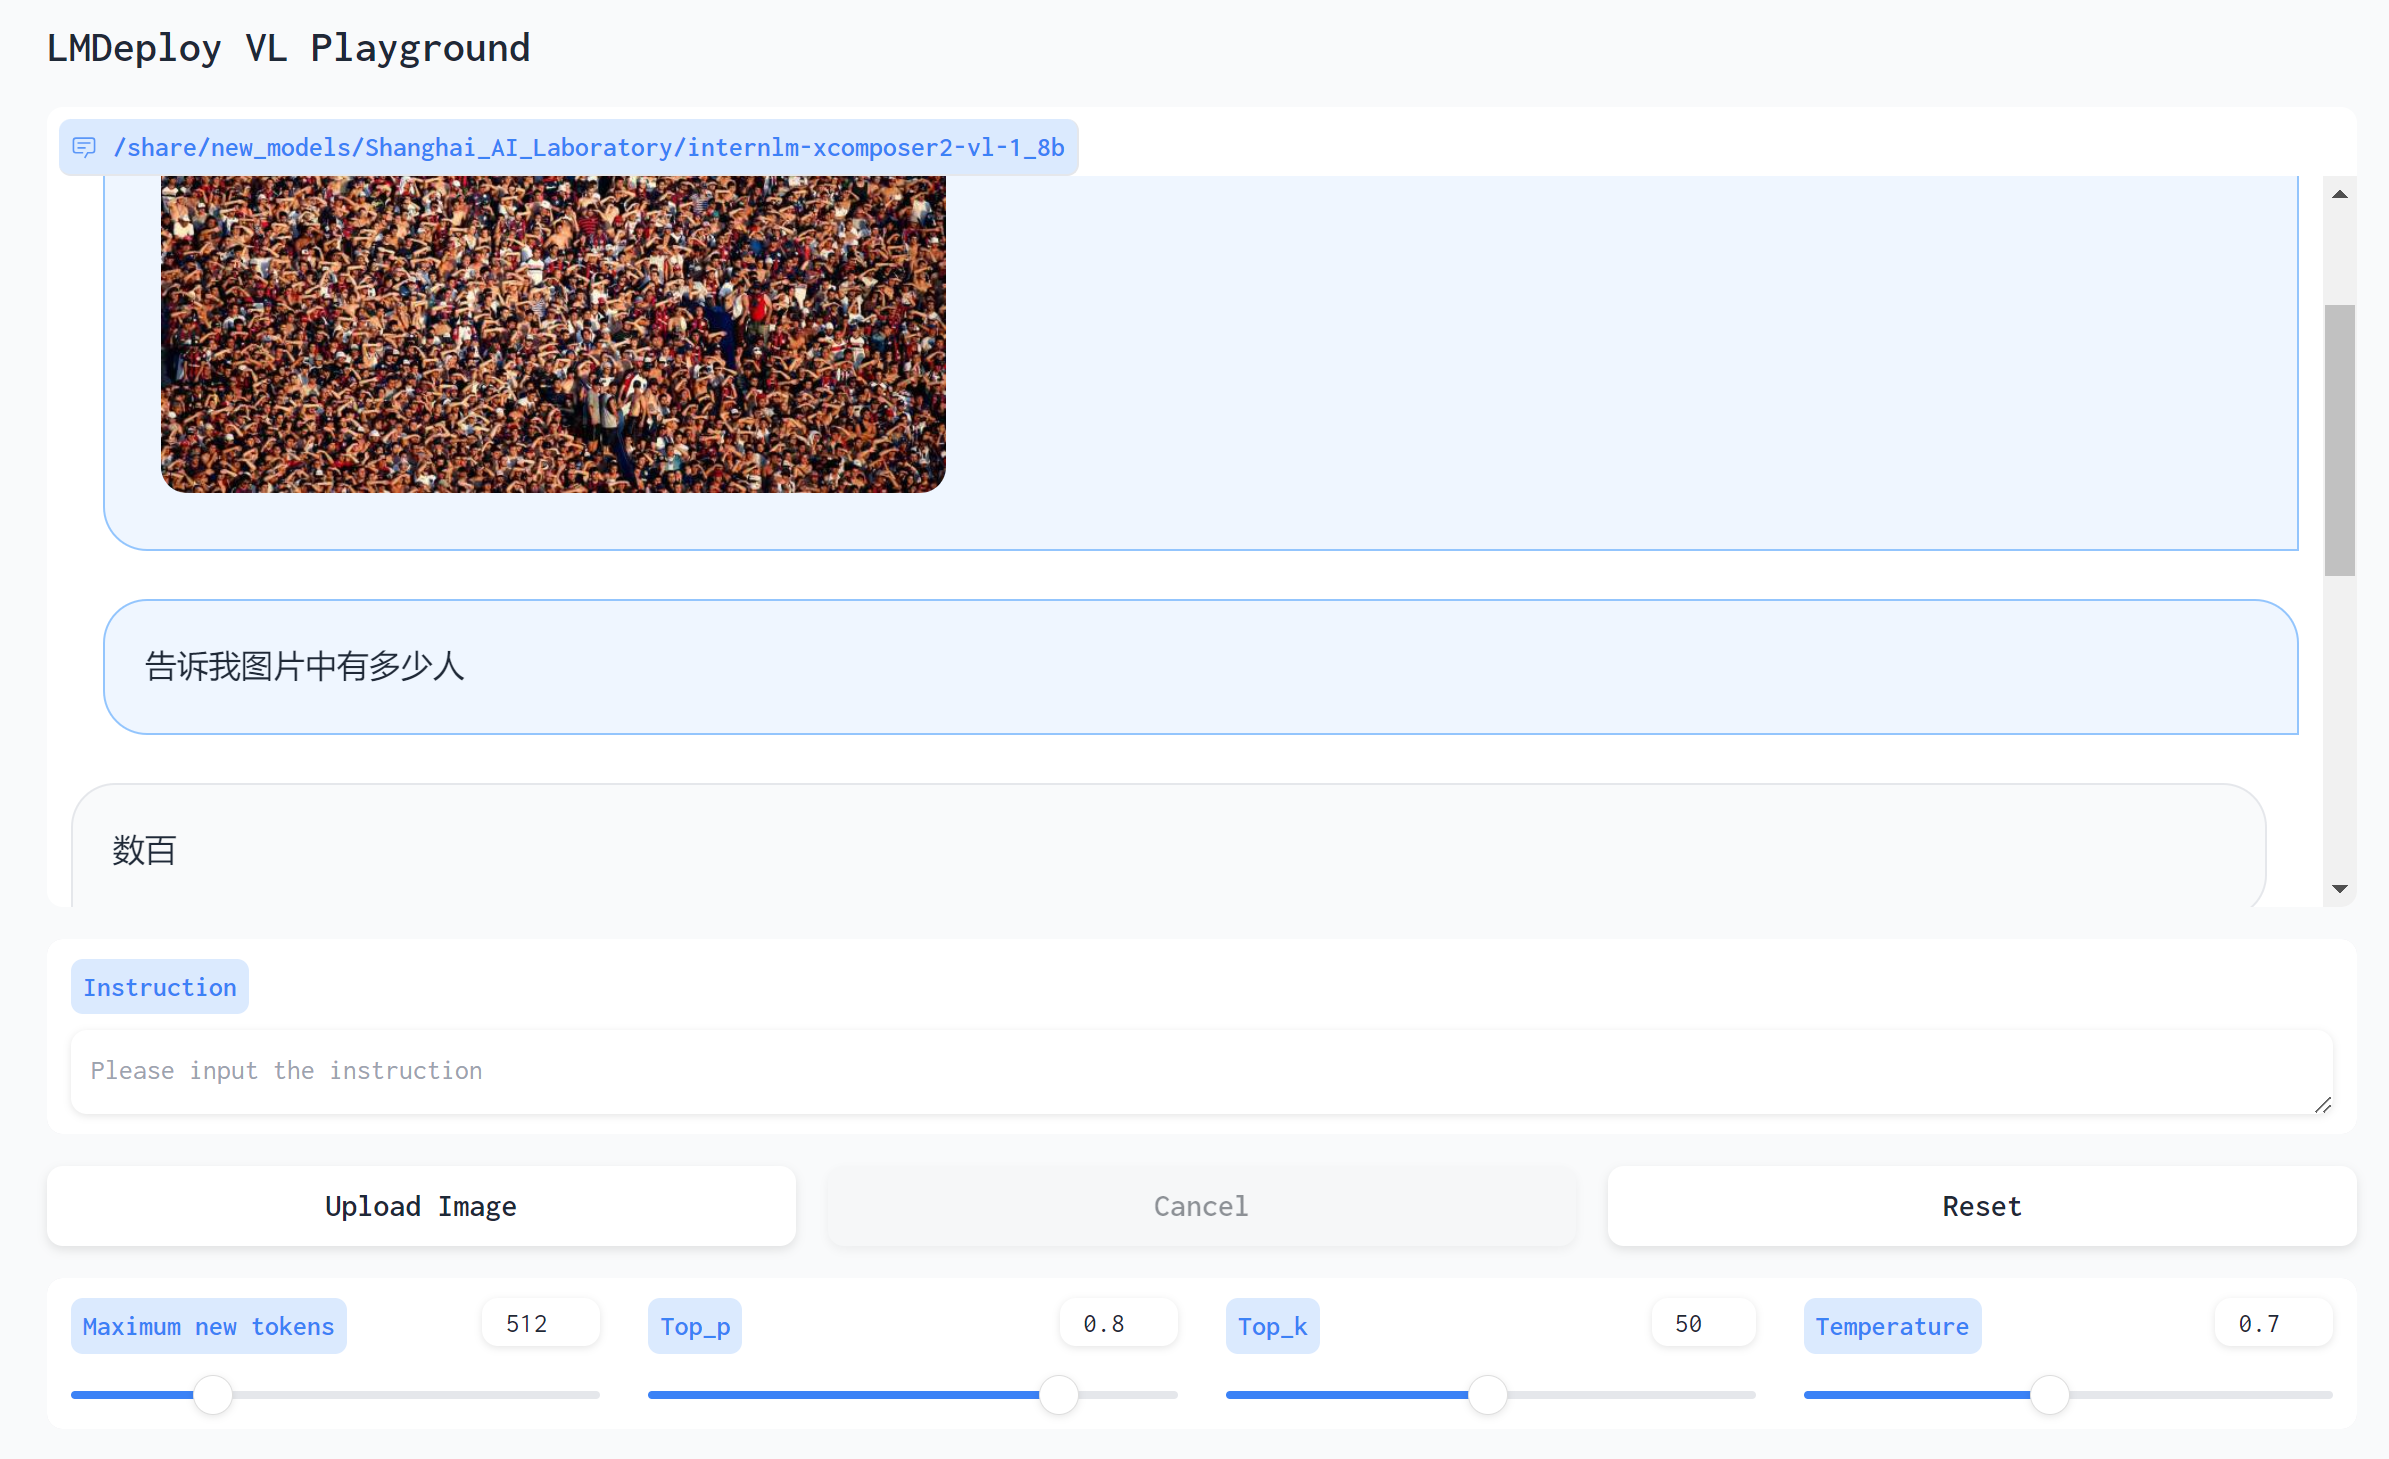 LMDeploy VL Playground
/share/new_models/Shanghai_AI_Laboratory/internlm-xcomposer2-vl-1_8b
告诉我图片中有多少人
数百
Instruction
Please input the instruction
Upload Image
Cancel
Reset
Maximum new tokens
512
Top_p
0.8
Top_k
50
Temperature
0.7